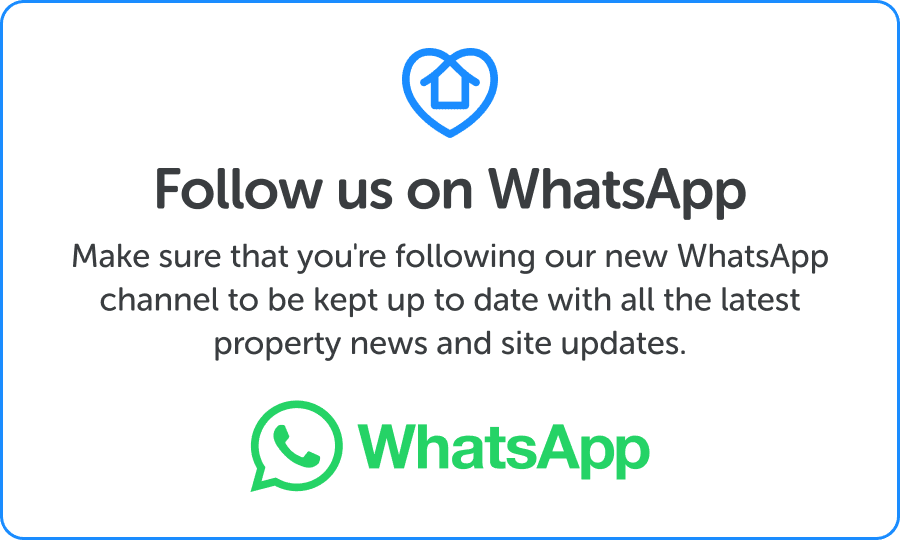 Follow us on WhatsApp
Make sure that you're following our new WhatsApp
channel to be kept up to date with all the latest
property news and site updates.
WhatsApp